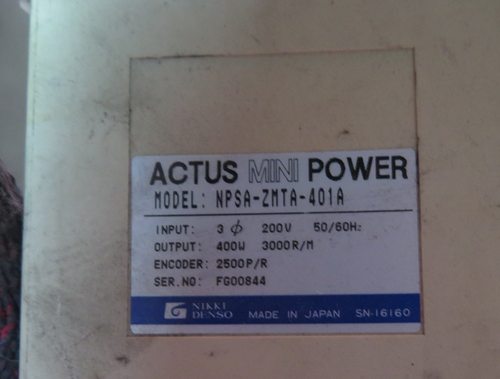 ACTUS MINI POWER
MODEL: NPSA-ZMTA-401A
INPUT: 3 ϕ 200V 50/60Hz
OUTPUT: 400W 3000R/M
ENCODER: 2500P/R
SER.NO: FG00844
NIKKI
DENSO MADE IN JAPAN SN-16160